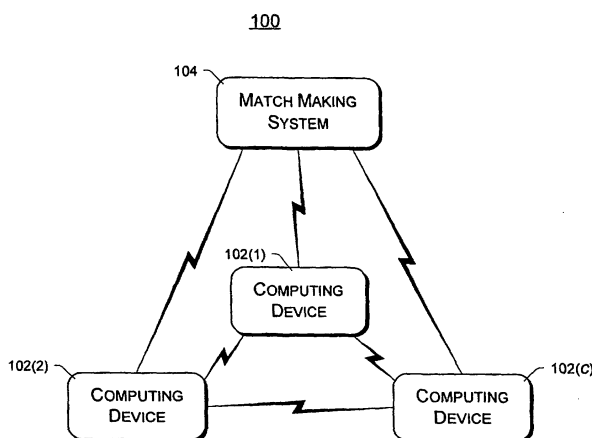 100
104
MATCH MAKING
SYSTEM
102(1)
COMPUTING
DEVICE
102(2)
COMPUTING
DEVICE
102(C)
COMPUTING
DEVICE